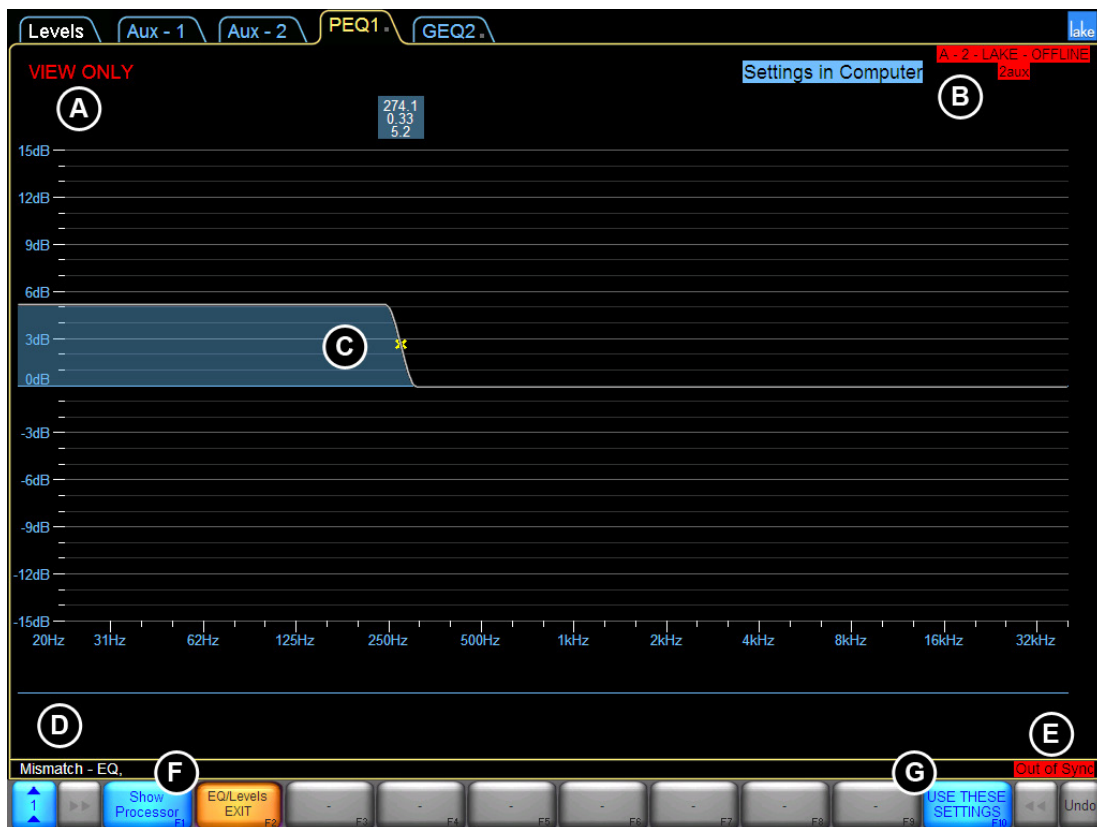 Levels
Aux - 1
Aux - 2
PEQ1
GEQ2
lake
VIEW ONLY
Settings in Computer
A - 2 - LAKE - OFFLINE
2aux
A
B
274.1
0.33
5.2
15dB
12dB
9dB
6dB
3dB
0dB
-3dB
-6dB
-9dB
-12dB
-15dB
C
20Hz 31Hz 62Hz 125Hz 250Hz 500Hz 1kHz 2kHz 4kHz 8kHz 16kHz 32kHz
D
E
Mismatch - EQ,
Out of Sync
F
G
1
Show
Processor
F1
EQ/Levels
EXIT
F2
-
F3
-
F4
-
F5
-
F6
-
F7
-
F8
-
F9
USE THESE
SETTINGS
F10
Undo